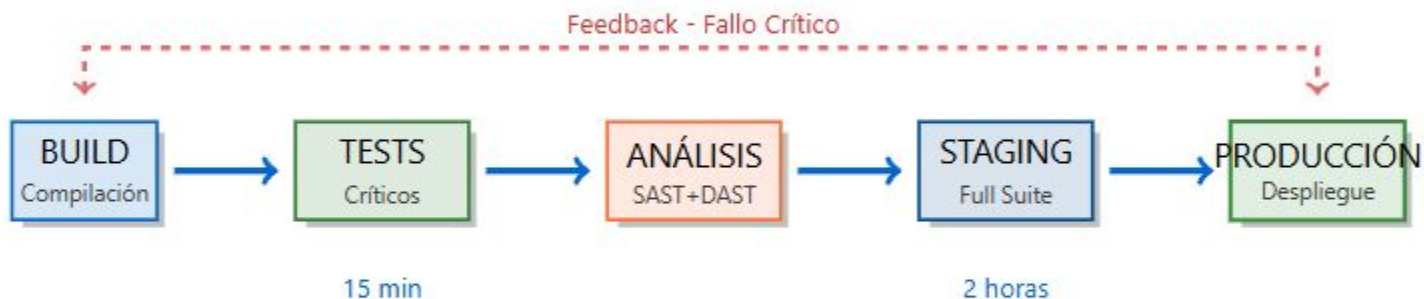 Feedback - Fallo Crítico
BUILD
Compilación
TESTS
Críticos
ANÁLISIS
SAST+DAST
STAGING
Full Suite
PRODUCCIÓN
Despliegue
15 min
2 horas